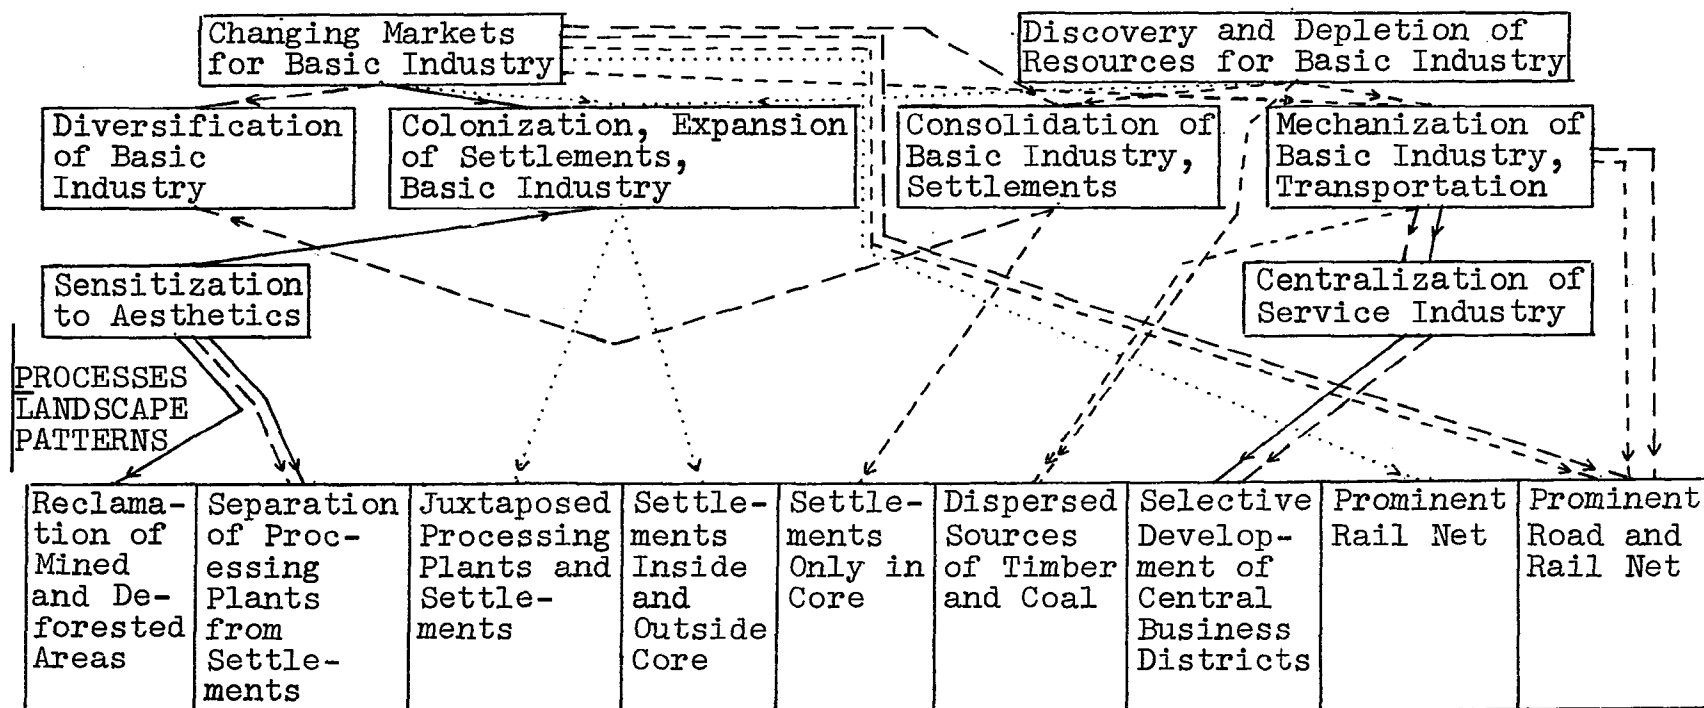 Changing Markets
for Basic Industry
Discovery and Depletion of
Resources for Basic Industry
Diversification
of Basic
Industry
Colonization, Expansion
of Settlements,
Basic Industry
Consolidation of
Basic Industry,
Settlements
Mechanization of
Basic Industry,
Transportation
Sensitization
to Aesthetics
Centralization of
Service Industry
PROCESSES
LANDSCAPE
PATTERNS
Reclama-
tion of
Mined
and De-
forested
Areas
Separation
of Proc-
essing
Plants
from
Settle-
ments
Juxtaposed
Processing
Plants and
Settle-
ments
Settle-
ments
Inside
and
Outside
Core
Settle-
ments
Only in
Core
Dispersed
Sources
of Timber
and Coal
Selective
Develop-
ment of
Central
Business
Districts
Prominent
Rail Net
Prominent
Road and
Rail Net